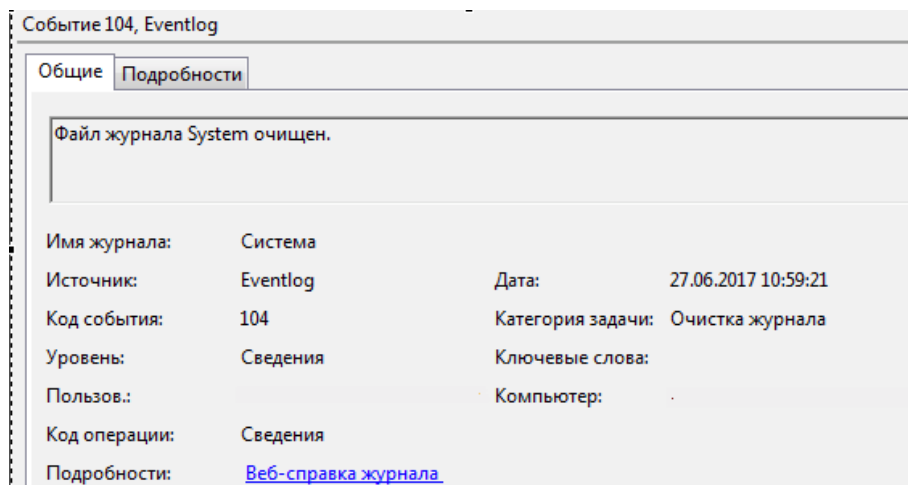 Событие 104, Eventlog
Общие Подробности
Файл журнала System очищен.
Имя журнала: Система
Источник: Eventlog Дата: 27.06.2017 10:59:21
Код события: 104 Категория задачи: Очистка журнала
Уровень: Сведения Ключевые слова:
Пользов.: Компьютер:
Код операции: Сведения
Подробности: Веб-справка журнала